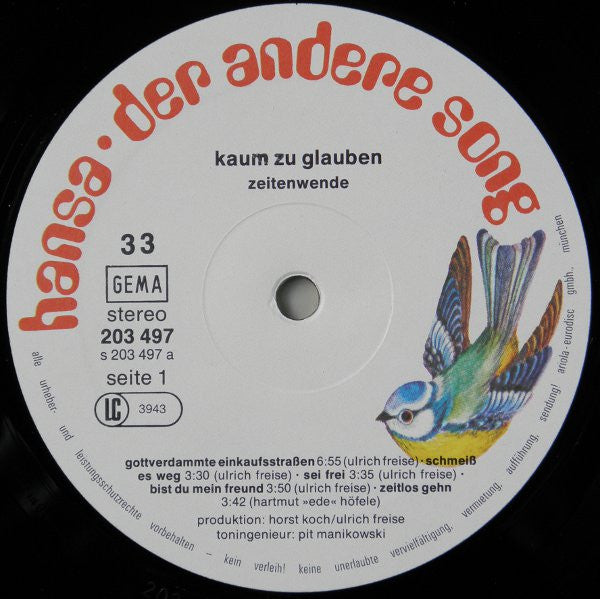 hansa · der andere song
kaum zu glauben
zeitenwende
33
GEMA
stereo
203 497
s 203 497 a
seite 1
LC 3943
gottverdammte einkaufsstraßen 6:55 (ulrich freise) · schmeiß
es weg 3:30 (ulrich freise) · sei frei 3:35 (ulrich freise) ·
bist du mein freund 3:50 (ulrich freise) · zeitlos gehn
3:42 (hartmut »ede« höfele)
produktion: horst koch/ulrich freise
toningenieur: pit manikowski
alle urheber- und leistungsschutzrechte vorbehalten – kein verleih! keine unerlaubte vervielfältigung, vermietung, aufführung, sendung! ariola-eurodisc gmbh., münchen